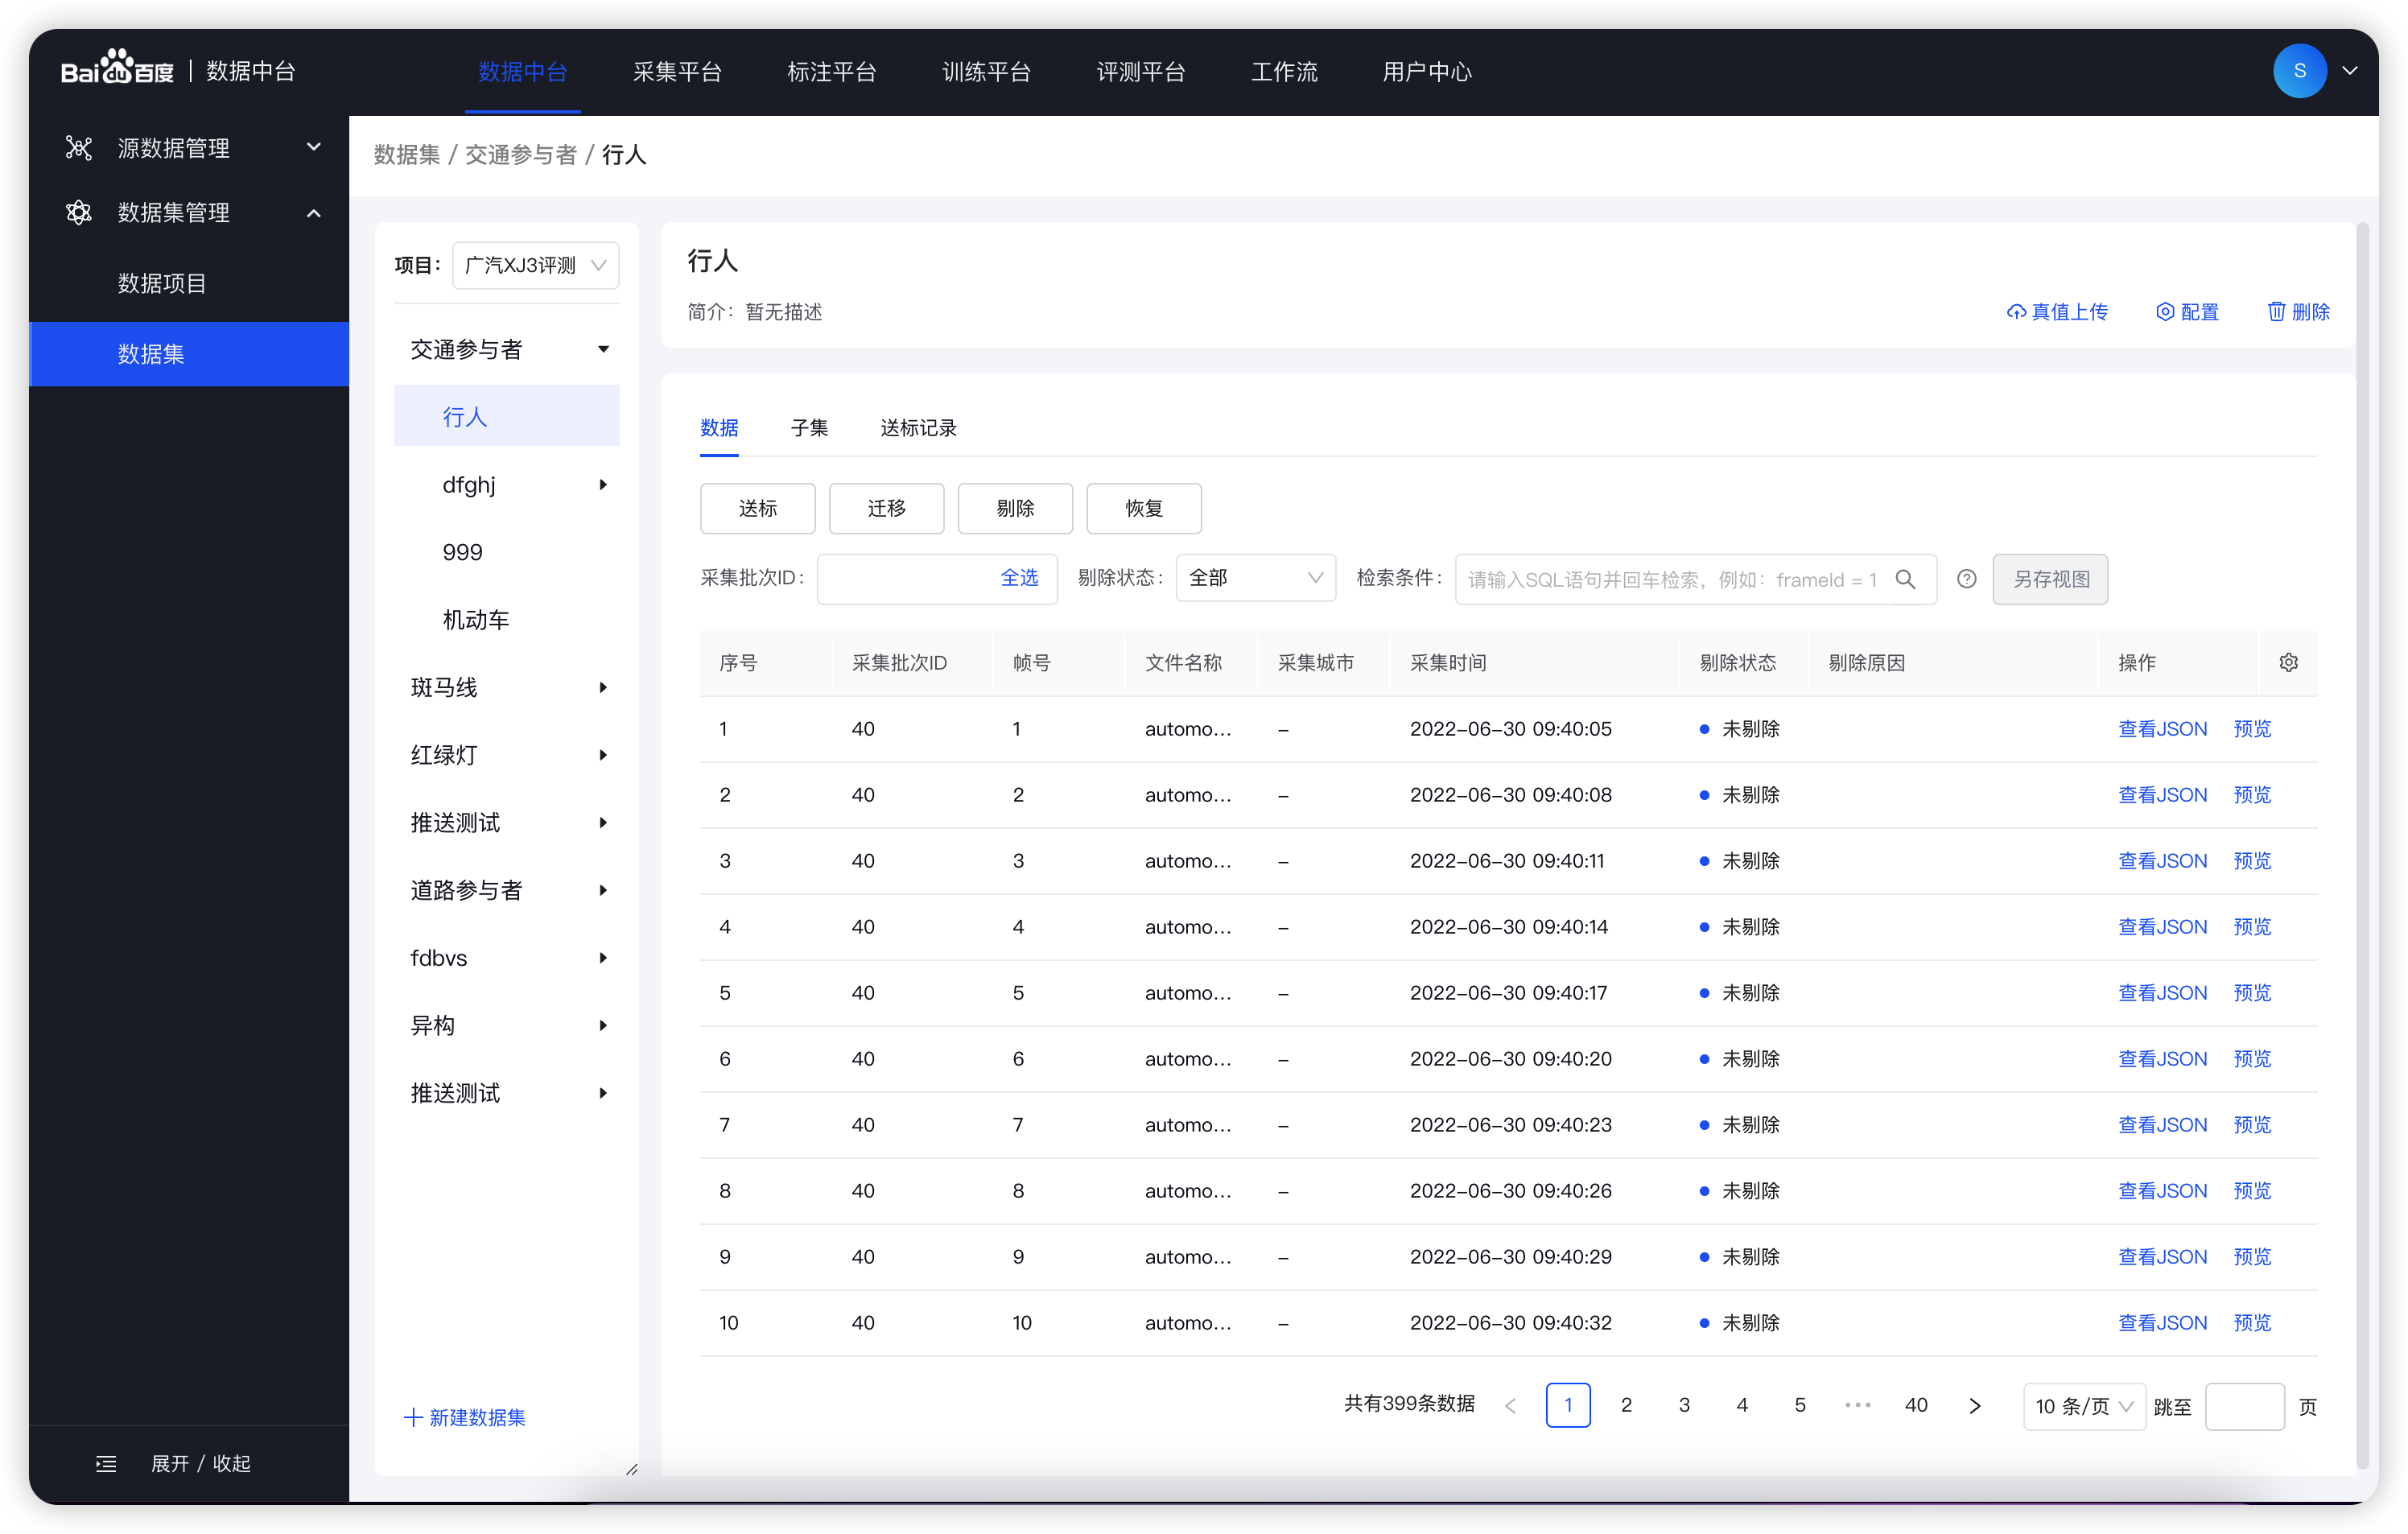 Bai du 百度 | 数据中台
数据中台 采集平台 标注平台 训练平台 评测平台 工作流 用户中心
S
源数据管理
数据集管理
数据项目
数据集
展开 / 收起
数据集 / 交通参与者 / 行人
项目： 广汽XJ3评测
交通参与者
行人
dfghj
999
机动车
斑马线
红绿灯
推送测试
道路参与者
fdbvs
异构
推送测试
新建数据集
行人
简介： 暂无描述
真值上传 配置 删除
数据 子集 送标记录
送标 迁移 剔除 恢复
采集批次ID： 全选 剔除状态： 全部 检索条件： 请输入SQL语句并回车检索，例如：frameId = 1 另存视图
序号 采集批次ID 帧号 文件名称 采集城市 采集时间 剔除状态 剔除原因 操作
1 40 1 automo... – 2022-06-30 09:40:05 未剔除 查看JSON 预览
2 40 2 automo... – 2022-06-30 09:40:08 未剔除 查看JSON 预览
3 40 3 automo... – 2022-06-30 09:40:11 未剔除 查看JSON 预览
4 40 4 automo... – 2022-06-30 09:40:14 未剔除 查看JSON 预览
5 40 5 automo... – 2022-06-30 09:40:17 未剔除 查看JSON 预览
6 40 6 automo... – 2022-06-30 09:40:20 未剔除 查看JSON 预览
7 40 7 automo... – 2022-06-30 09:40:23 未剔除 查看JSON 预览
8 40 8 automo... – 2022-06-30 09:40:26 未剔除 查看JSON 预览
9 40 9 automo... – 2022-06-30 09:40:29 未剔除 查看JSON 预览
10 40 10 automo... – 2022-06-30 09:40:32 未剔除 查看JSON 预览
共有399条数据 < 1 2 3 4 5 ··· 40 > 10 条/页 跳至 页